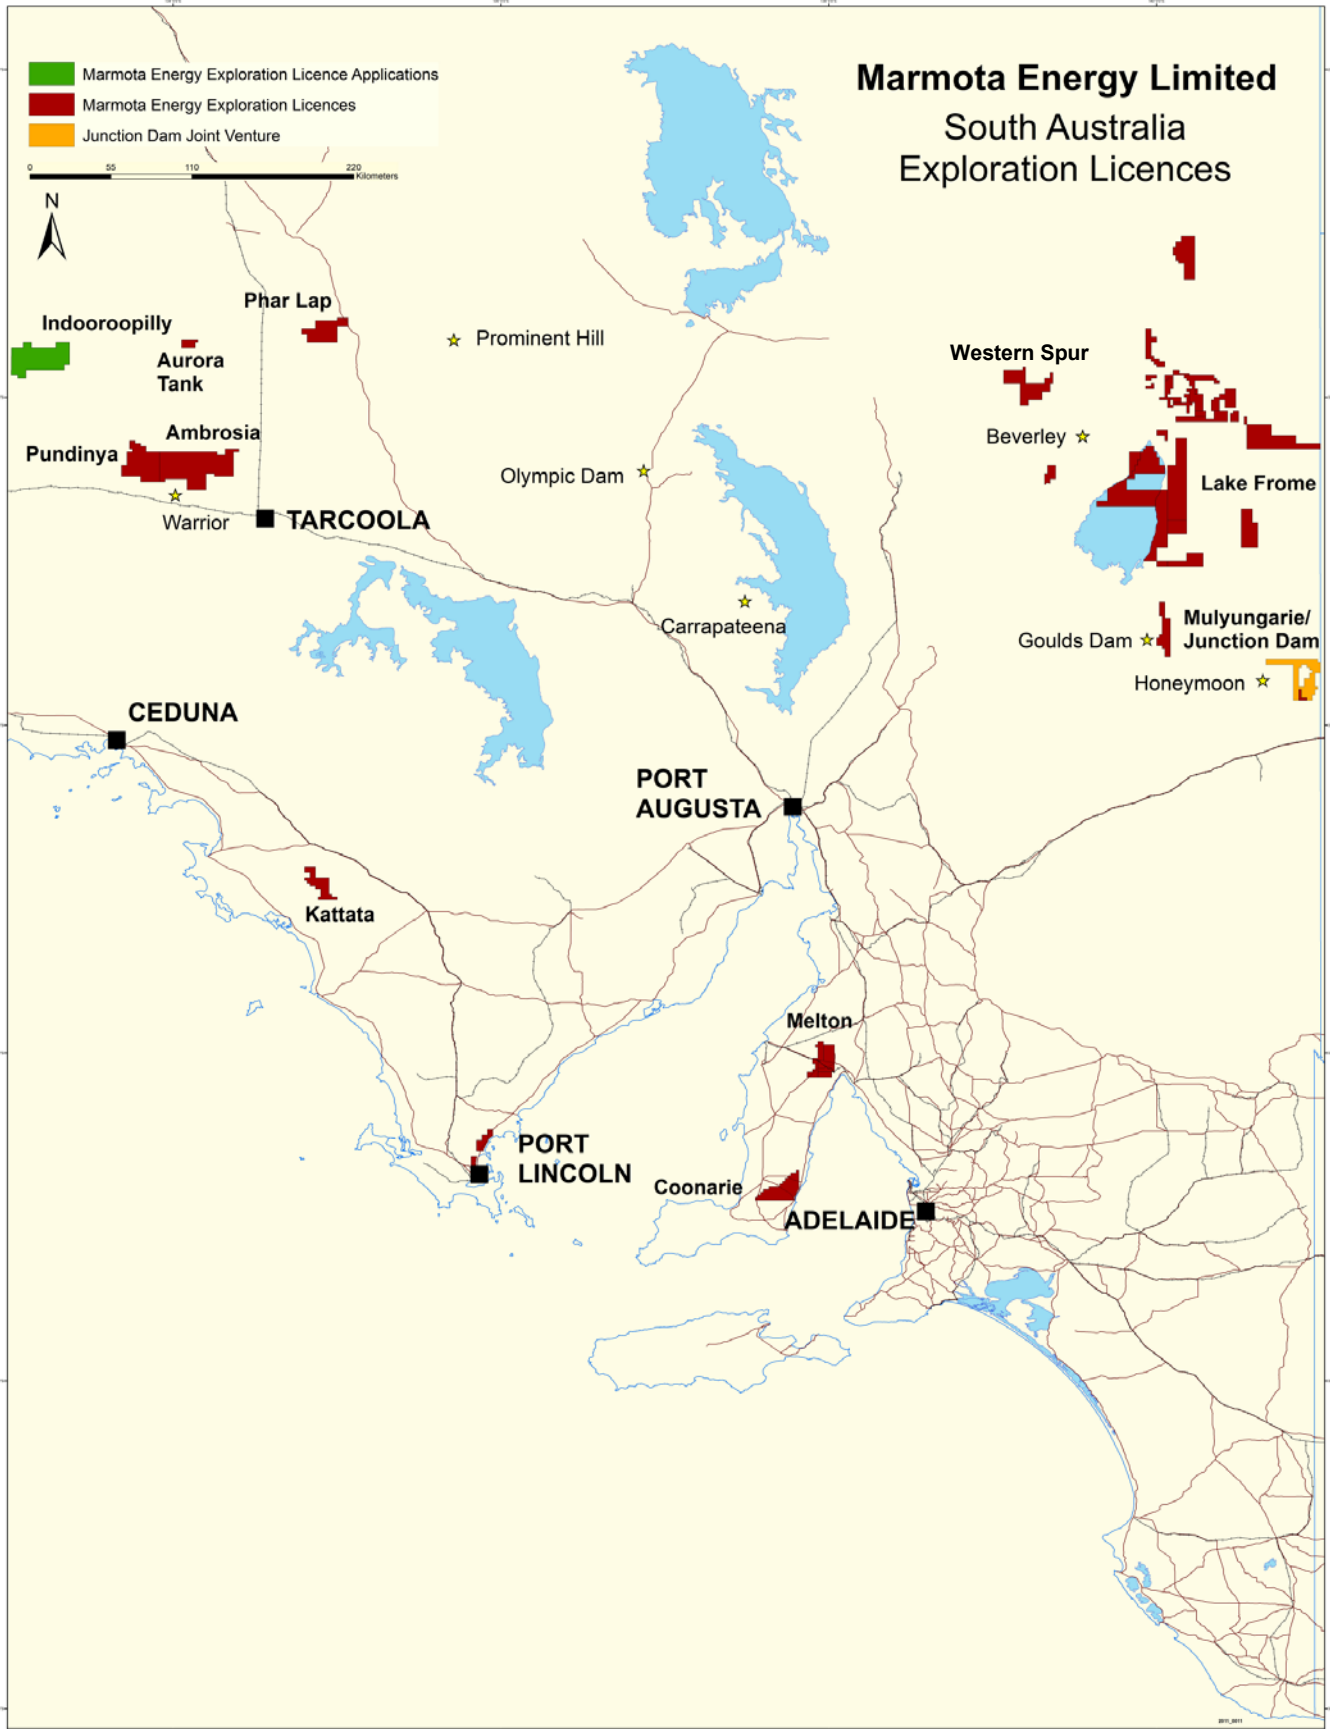 Marmota Energy Limited
South Australia
Exploration Licences
Marmota Energy Exploration Licence Applications
Marmota Energy Exploration Licences
Junction Dam Joint Venture
0 55 110 220
Kilometers
N
Phar Lap
Indooroopilly
Aurora
Tank
Prominent Hill
Western Spur
Ambrosia
Pundinya
Beverley
Olympic Dam
Lake Frome
Warrior
TARCOOLA
Carrapateena
Mulyungarie/
Junction Dam
Goulds Dam
Honeymoon
CEDUNA
PORT
AUGUSTA
Kattata
Melton
PORT
LINCOLN
Coonarie
ADELAIDE